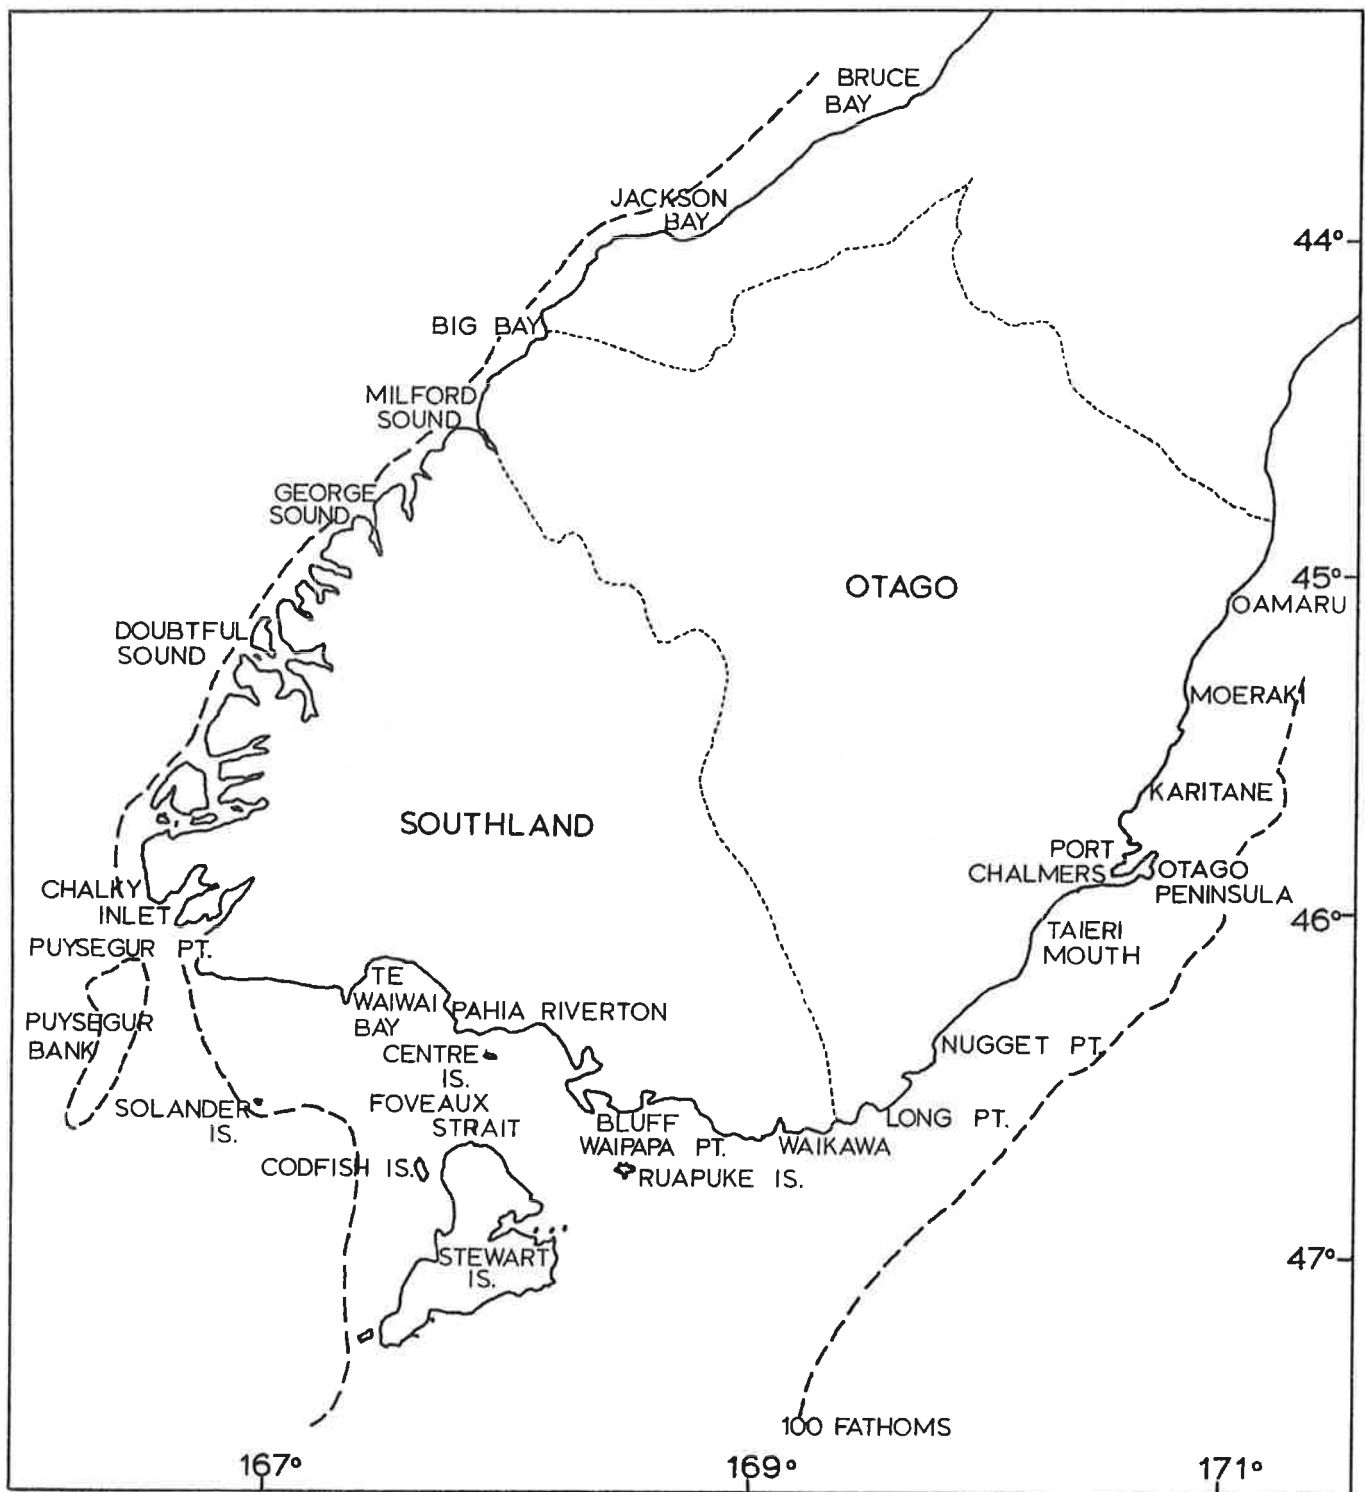 BRUCE
BAY
JACKSON
BAY
44°
BIG BAY
MILFORD
SOUND
GEORGE
SOUND
45°
OTAGO
OAMARU
DOUBTFUL
SOUND
MOERAKI
KARITANE
SOUTHLAND
PORT
CHALMERS
OTAGO
PENINSULA
CHALKY
INLET
46°
TAIERI
MOUTH
PUYSEGUR PT.
TE
WAIWAI
BAY
PAHIA RIVERTON
PUYSEGUR
BANK
NUGGET PT.
CENTRE
IS.
SOLANDER
IS.
FOVEAUX
STRAIT
BLUFF
LONG PT.
WAIPAPA PT.
WAIKAWA
CODFISH IS.
RUAPUKE IS.
STEWART
IS.
47°
100 FATHOMS
167°
169°
171°